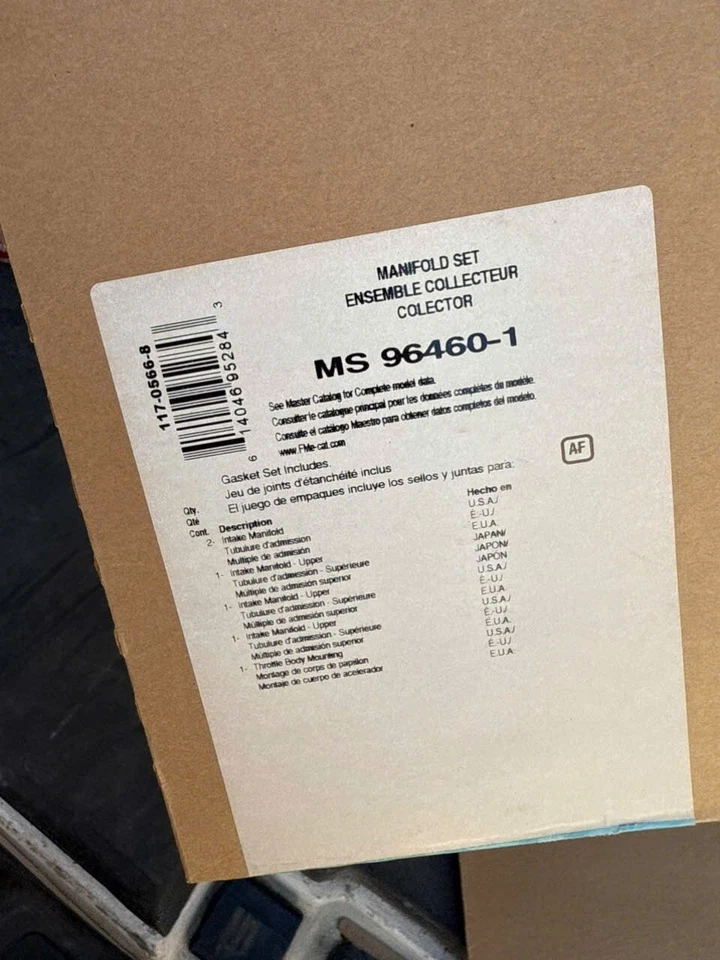 MANIFOLD SET
ENSEMBLE COLLECTEUR
COLECTOR
MS 96460-1
117-0566-8
6 14046 95284 3
See Master Catalog for Complete model data.
Consulter le catalogue principal pour les données complètes de modèle.
Consulte el catálogo Maestro para obtener datos completos del modelo.
www.FMe-cat.com
AF
Gasket Set Includes.
Jeu de joints d'étanchéité inclus
El juego de empaques incluye los sellos y juntas para:
Qty.
Qté
Cont. Description Hecho en
2- Intake Manifold U.S.A./
Tubulure d'admission É.-U./
Múltiple de admisión E.U.A.
1- Intake Manifold - Upper JAPAN/
Tubulure d'admission - Supérieure JAPON/
Múltiple de admisión superior JAPÓN
1- Intake Manifold - Upper U.S.A./
Tubulure d'admission - Supérieure É.-U./
Múltiple de admisión superior E.U.A.
1- Intake Manifold - Upper U.S.A./
Tubulure d'admission - Supérieure É.-U./
Múltiple de admisión superior E.U.A.
1- Throttle Body Mounting U.S.A./
Montage de corps de papillon É.-U./
Montaje de cuerpo de acelerador E.U.A.